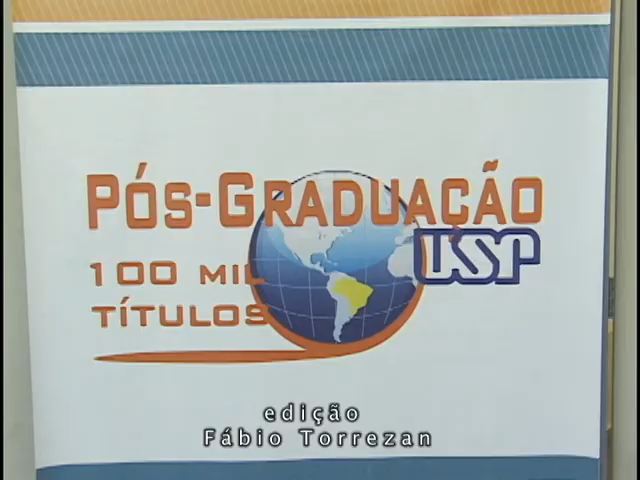 PÓS-GRADUAÇÃO
USP
100 MIL
TÍTULOS
edição
Fábio Torrezan